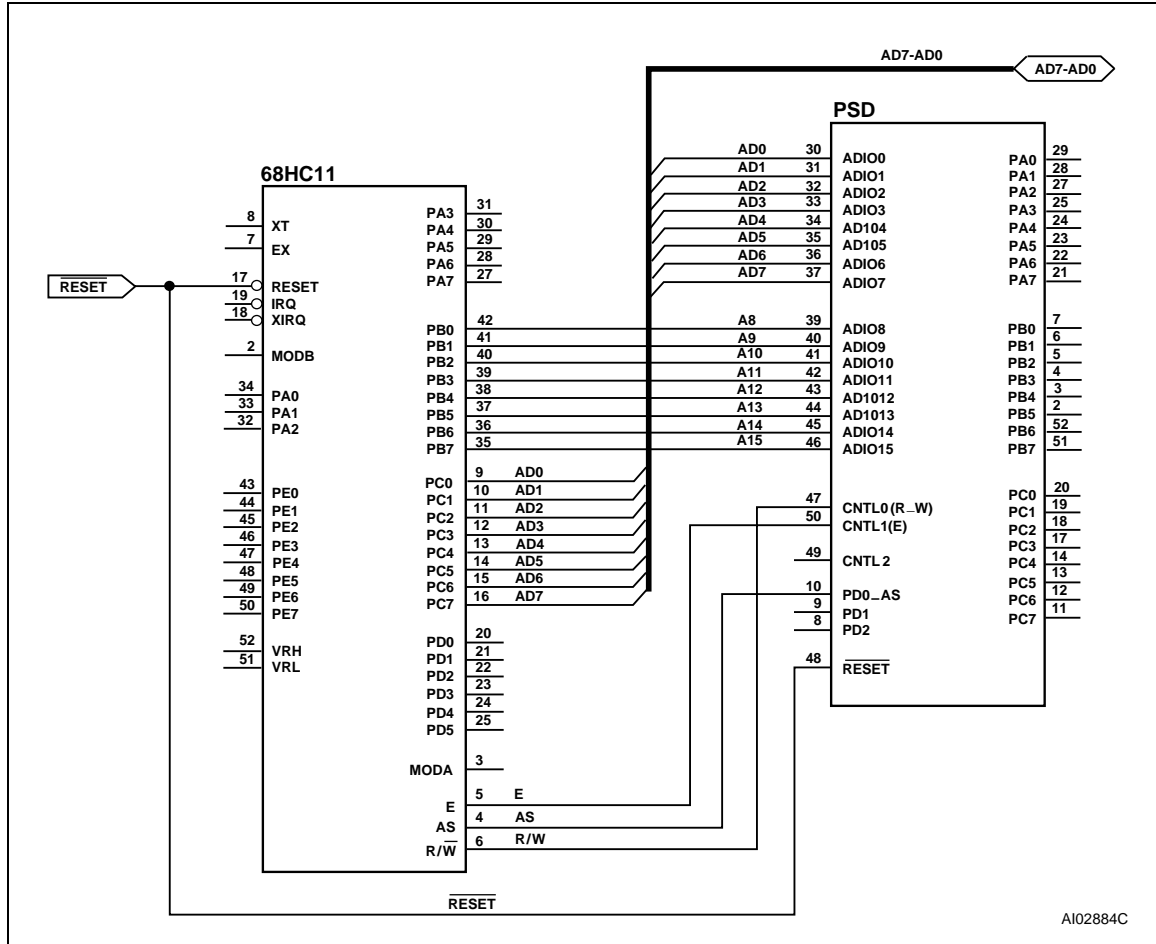 AD7-AD0
AD7-AD0
PSD
68HC11
RESET
8 XT
7 EX
17 RESET
19 IRQ
18 XIRQ
2 MODB
34 PA0
33 PA1
32 PA2
43 PE0
44 PE1
45 PE2
46 PE3
47 PE4
48 PE5
49 PE6
50 PE7
52 VRH
51 VRL
PA3 31
PA4 30
PA5 29
PA6 28
PA7 27
PB0 42
PB1 41
PB2 40
PB3 39
PB4 38
PB5 37
PB6 36
PB7 35
PC0 9 AD0
PC1 10 AD1
PC2 11 AD2
PC3 12 AD3
PC4 13 AD4
PC5 14 AD5
PC6 15 AD6
PC7 16 AD7
PD0 20
PD1 21
PD2 22
PD3 23
PD4 24
PD5 25
MODA 3
E 5 E
AS 4 AS
R/W 6 R/W
RESET
AD0 30 ADIO0
AD1 31 ADIO1
AD2 32 ADIO2
AD3 33 ADIO3
AD4 34 AD104
AD5 35 AD105
AD6 36 ADIO6
AD7 37 ADIO7
A8 39 ADIO8
A9 40 ADIO9
A10 41 ADIO10
A11 42 ADIO11
A12 43 AD1012
A13 44 AD1013
A14 45 ADIO14
A15 46 ADIO15
47 CNTL0(R_W)
50 CNTL1(E)
49 CNTL 2
10 PD0_AS
9 PD1
8 PD2
48 RESET
PA0 29
PA1 28
PA2 27
PA3 25
PA4 24
PA5 23
PA6 22
PA7 21
PB0 7
PB1 6
PB2 5
PB3 4
PB4 3
PB5 2
PB6 52
PB7 51
PC0 20
PC1 19
PC2 18
PC3 17
PC4 14
PC5 13
PC6 12
PC7 11
AI02884C